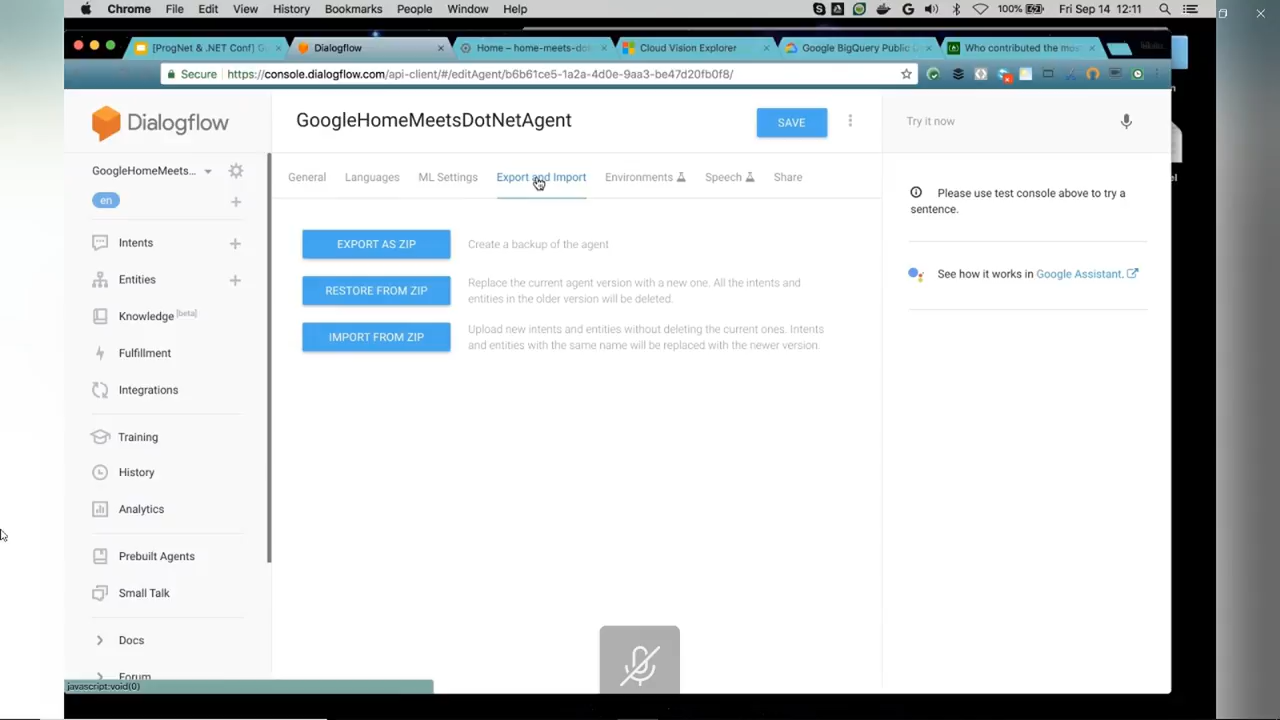 Chrome File Edit View History Bookmarks People Window Help
100% Fri Sep 14 12:11
[ProgNet & .NET Conf] G
Dialogflow
Home – home-meets-dot
Cloud Vision Explorer
Google BigQuery Public D
Who contributed the mo
Secure
https://console.dialogflow.com/api-client/#/editAgent/b6b61ce5-1a2a-4d0e-9aa3-be47d20fb0f8/
Dialogflow
GoogleHomeMeetsDotNetAgent
SAVE
Try it now
GoogleHomeMeets...
en
General Languages ML Settings Export and Import Environments Speech Share
Please use test console above to try a
sentence.
See how it works in Google Assistant.
Intents
Entities
Knowledge [beta]
Fulfillment
Integrations
Training
History
Analytics
Prebuilt Agents
Small Talk
Docs
Forum
EXPORT AS ZIP
Create a backup of the agent
RESTORE FROM ZIP
Replace the current agent version with a new one. All the intents and
entities in the older version will be deleted.
IMPORT FROM ZIP
Upload new intents and entities without deleting the current ones. Intents
and entities with the same name will be replaced with the newer version.
javascript:void(0)